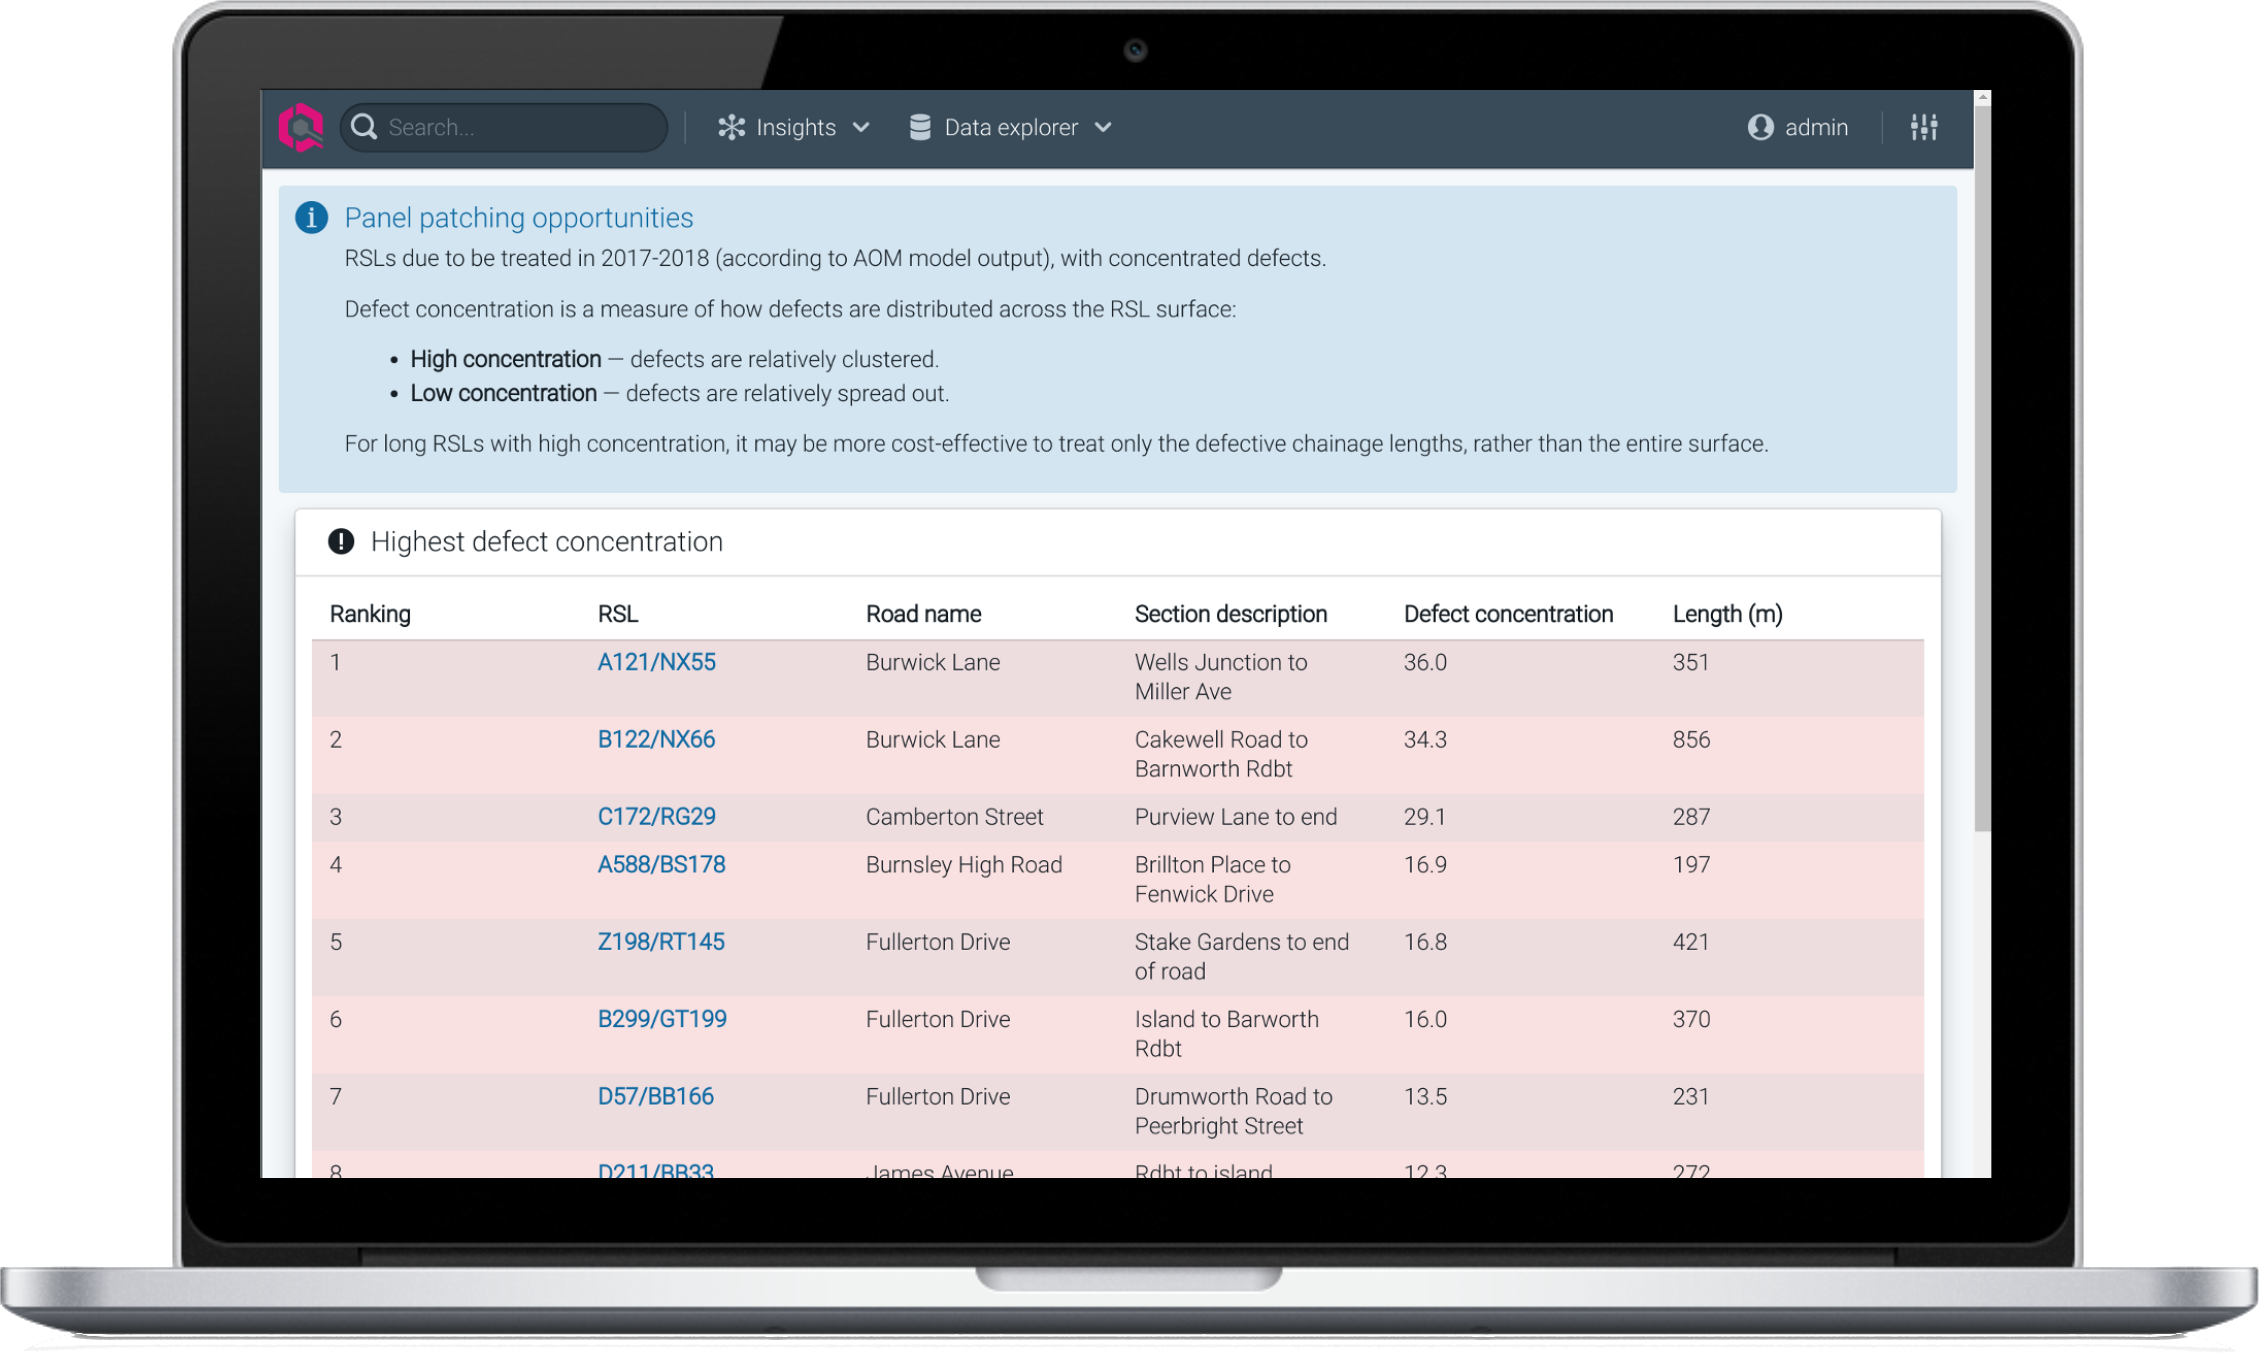 Search...
Insights
Data explorer
admin
Panel patching opportunities
RSLs due to be treated in 2017-2018 (according to AOM model output), with concentrated defects.
Defect concentration is a measure of how defects are distributed across the RSL surface:
• High concentration — defects are relatively clustered.
• Low concentration — defects are relatively spread out.
For long RSLs with high concentration, it may be more cost-effective to treat only the defective chainage lengths, rather than the entire surface.
Highest defect concentration
Ranking RSL Road name Section description Defect concentration Length (m)
1 A121/NX55 Burwick Lane Wells Junction to 36.0 351
Miller Ave
2 B122/NX66 Burwick Lane Cakewell Road to 34.3 856
Barnworth Rdbt
3 C172/RG29 Camberton Street Purview Lane to end 29.1 287
4 A588/BS178 Burnsley High Road Brillton Place to 16.9 197
Fenwick Drive
5 Z198/RT145 Fullerton Drive Stake Gardens to end 16.8 421
of road
6 B299/GT199 Fullerton Drive Island to Barworth 16.0 370
Rdbt
7 D57/BB166 Fullerton Drive Drumworth Road to 13.5 231
Peerbright Street
8 D211/BB33 James Avenue Rdbt to island 12.3 272